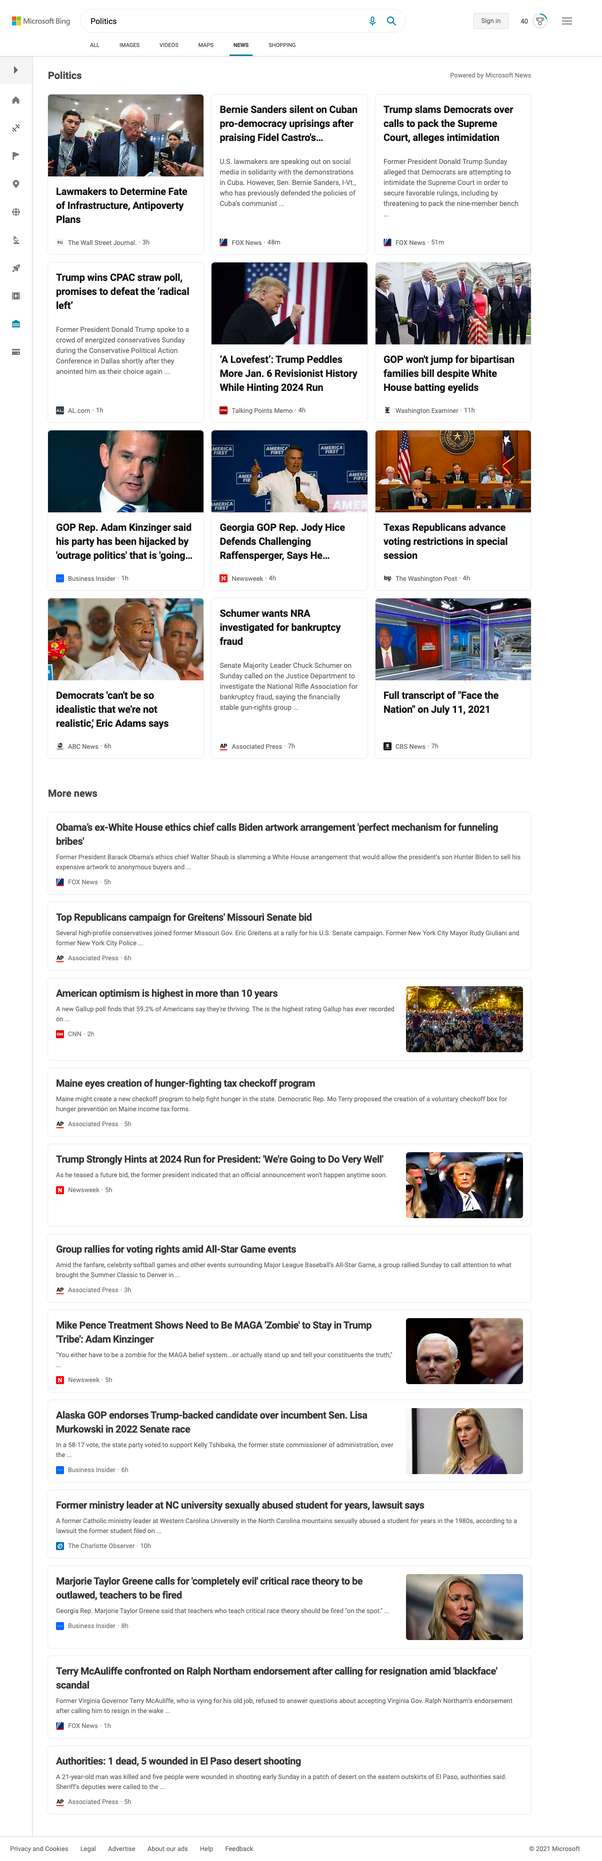 Microsoft Bing
Politics
Sign in
40
ALL
IMAGES
VIDEOS
MAPS
NEWS
SHOPPING
Politics
Powered by Microsoft News
Lawmakers to Determine Fate
of Infrastructure, Antipoverty
Plans
The Wall Street Journal. · 3h
Bernie Sanders silent on Cuban
pro-democracy uprisings after
praising Fidel Castro's...
U.S. lawmakers are speaking out on social
media in solidarity with the demonstrations
in Cuba. However, Sen. Bernie Sanders, I-Vt.,
who has previously defended the policies of
Cuba's communist ...
FOX News · 48m
Trump slams Democrats over
calls to pack the Supreme
Court, alleges intimidation
Former President Donald Trump Sunday
alleged that Democrats are attempting to
intimidate the Supreme Court in order to
secure favorable rulings, including by
threatening to pack the nine-member bench
...
FOX News · 51m
Trump wins CPAC straw poll,
promises to defeat the 'radical
left'
Former President Donald Trump spoke to a
crowd of energized conservatives Sunday
during the Conservative Political Action
Conference in Dallas shortly after they
anointed him as their choice again ...
AL.com · 1h
'A Lovefest': Trump Peddles
More Jan. 6 Revisionist History
While Hinting 2024 Run
Talking Points Memo · 4h
GOP won't jump for bipartisan
families bill despite White
House batting eyelids
Washington Examiner · 11h
GOP Rep. Adam Kinzinger said
his party has been hijacked by
'outrage politics' that is 'going...
Business Insider · 1h
AMERICA
FIRST
Georgia GOP Rep. Jody Hice
Defends Challenging
Raffensperger, Says He...
Newsweek · 4h
Texas Republicans advance
voting restrictions in special
session
wp The Washington Post · 4h
Democrats 'can't be so
idealistic that we're not
realistic,' Eric Adams says
ABC News · 6h
Schumer wants NRA
investigated for bankruptcy
fraud
Senate Majority Leader Chuck Schumer on
Sunday called on the Justice Department to
investigate the National Rifle Association for
bankruptcy fraud, saying the financially
stable gun-rights group ...
AP Associated Press · 7h
Full transcript of "Face the
Nation" on July 11, 2021
CBS News · 7h
More news
Obama's ex-White House ethics chief calls Biden artwork arrangement 'perfect mechanism for funneling
bribes'
Former President Barack Obama's ethics chief Walter Shaub is slamming a White House arrangement that would allow the president's son Hunter Biden to sell his
expensive artwork to anonymous buyers and ...
FOX News · 5h
Top Republicans campaign for Greitens' Missouri Senate bid
Several high-profile conservatives joined former Missouri Gov. Eric Greitens at a rally for his U.S. Senate campaign. Former New York City Mayor Rudy Giuliani and
former New York City Police ...
AP Associated Press · 6h
American optimism is highest in more than 10 years
A new Gallup poll finds that 59.2% of Americans say they're thriving. The is the highest rating Gallup has ever recorded
on ...
CNN · 2h
Maine eyes creation of hunger-fighting tax checkoff program
Maine might create a new checkoff program to help fight hunger in the state. Democratic Rep. Mo Terry proposed the creation of a voluntary checkoff box for
hunger prevention on Maine income tax forms.
AP Associated Press · 5h
Trump Strongly Hints at 2024 Run for President: 'We're Going to Do Very Well'
As he teased a future bid, the former president indicated that an official announcement won't happen anytime soon.
Newsweek · 5h
Group rallies for voting rights amid All-Star Game events
Amid the fanfare, celebrity softball games and other events surrounding Major League Baseball's All-Star Game, a group rallied Sunday to call attention to what
brought the Summer Classic to Denver in ...
AP Associated Press · 3h
Mike Pence Treatment Shows Need to Be MAGA 'Zombie' to Stay in Trump
'Tribe': Adam Kinzinger
"You either have to be a zombie for the MAGA belief system...or actually stand up and tell your constituents the truth,"
...
Newsweek · 5h
Alaska GOP endorses Trump-backed candidate over incumbent Sen. Lisa
Murkowski in 2022 Senate race
In a 58-17 vote, the state party voted to support Kelly Tshibaka, the former state commissioner of administration, over
the ...
Business Insider · 6h
Former ministry leader at NC university sexually abused student for years, lawsuit says
A former Catholic ministry leader at Western Carolina University in the North Carolina mountains sexually abused a student for years in the 1980s, according to a
lawsuit the former student filed on ...
The Charlotte Observer · 10h
Marjorie Taylor Greene calls for 'completely evil' critical race theory to be
outlawed, teachers to be fired
Georgia Rep. Marjorie Taylor Greene said that teachers who teach critical race theory should be fired "on the spot." ...
Business Insider · 8h
Terry McAuliffe confronted on Ralph Northam endorsement after calling for resignation amid 'blackface'
scandal
Former Virginia Governor Terry McAuliffe, who is vying for his old job, refused to answer questions about accepting Virginia Gov. Ralph Northam's endorsement
after calling him to resign in the wake ...
FOX News · 1h
Authorities: 1 dead, 5 wounded in El Paso desert shooting
A 21-year-old man was killed and five people were wounded in shooting early Sunday in a patch of desert on the eastern outskirts of El Paso, authorities said.
Sheriff's deputies were called to the ...
AP Associated Press · 5h
Privacy and Cookies
Legal
Advertise
About our ads
Help
Feedback
© 2021 Microsoft